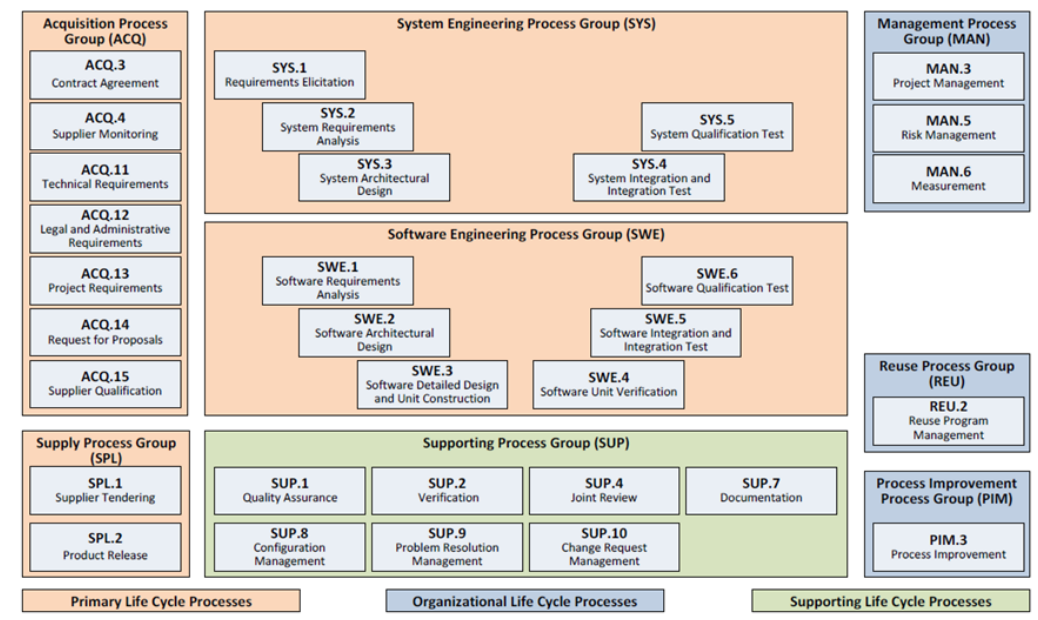 Acquisition Process
Group (ACQ)
ACQ.3
Contract Agreement
ACQ.4
Supplier Monitoring
ACQ.11
Technical Requirements
ACQ.12
Legal and Administrative
Requirements
ACQ.13
Project Requirements
ACQ.14
Request for Proposals
ACQ.15
Supplier Qualification
System Engineering Process Group (SYS)
SYS.1
Requirements Elicitation
SYS.2
System Requirements
Analysis
SYS.3
System Architectural
Design
SYS.5
System Qualification Test
SYS.4
System Integration and
Integration Test
Software Engineering Process Group (SWE)
SWE.1
Software Requirements
Analysis
SWE.2
Software Architectural
Design
SWE.3
Software Detailed Design
and Unit Construction
SWE.6
Software Qualification Test
SWE.5
Software Integration and
Integration Test
SWE.4
Software Unit Verification
Management Process
Group (MAN)
MAN.3
Project Management
MAN.5
Risk Management
MAN.6
Measurement
Reuse Process Group
(REU)
REU.2
Reuse Program
Management
Supply Process Group
(SPL)
SPL.1
Supplier Tendering
SPL.2
Product Release
Supporting Process Group (SUP)
SUP.1
Quality Assurance
SUP.2
Verification
SUP.4
Joint Review
SUP.7
Documentation
SUP.8
Configuration
Management
SUP.9
Problem Resolution
Management
SUP.10
Change Request
Management
Process Improvement
Process Group (PIM)
PIM.3
Process Improvement
Primary Life Cycle Processes
Organizational Life Cycle Processes
Supporting Life Cycle Processes